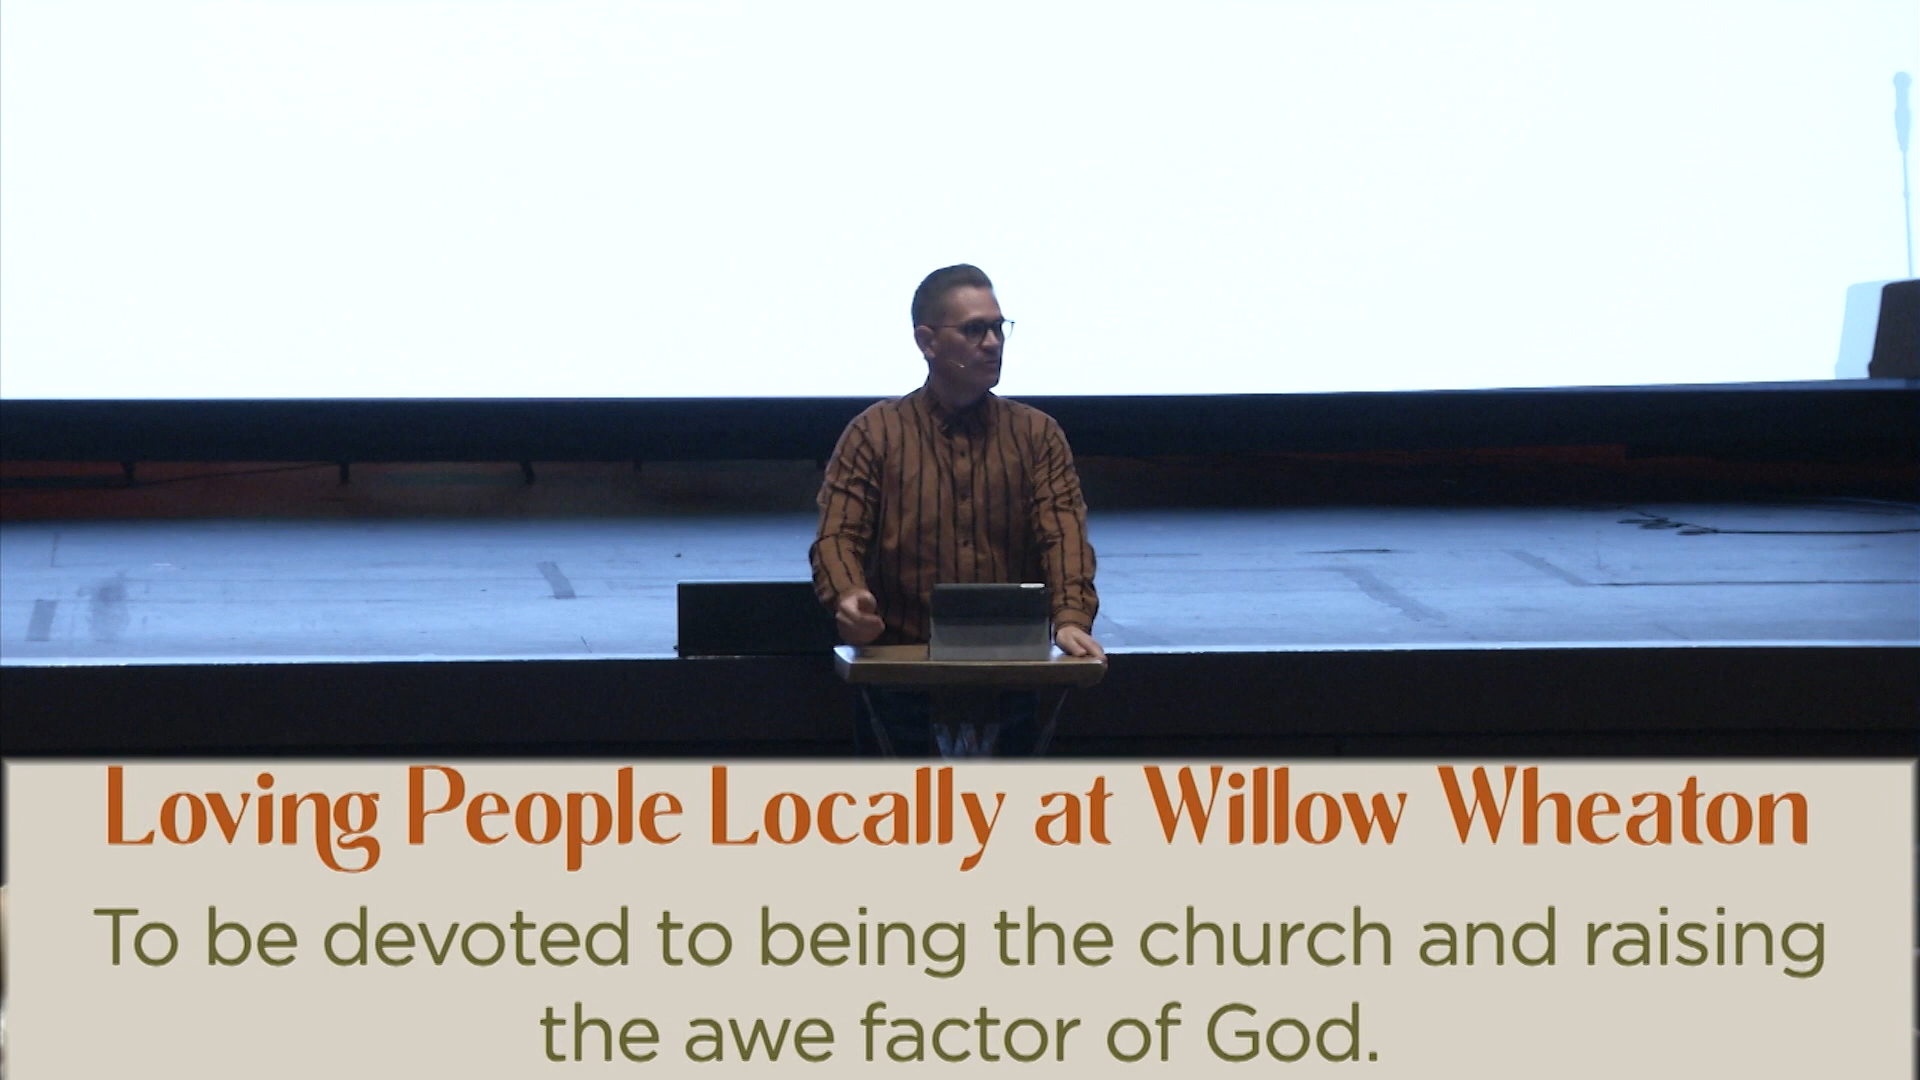 Loving People Locally at Willow Wheaton
To be devoted to being the church and raising
the awe factor of God.